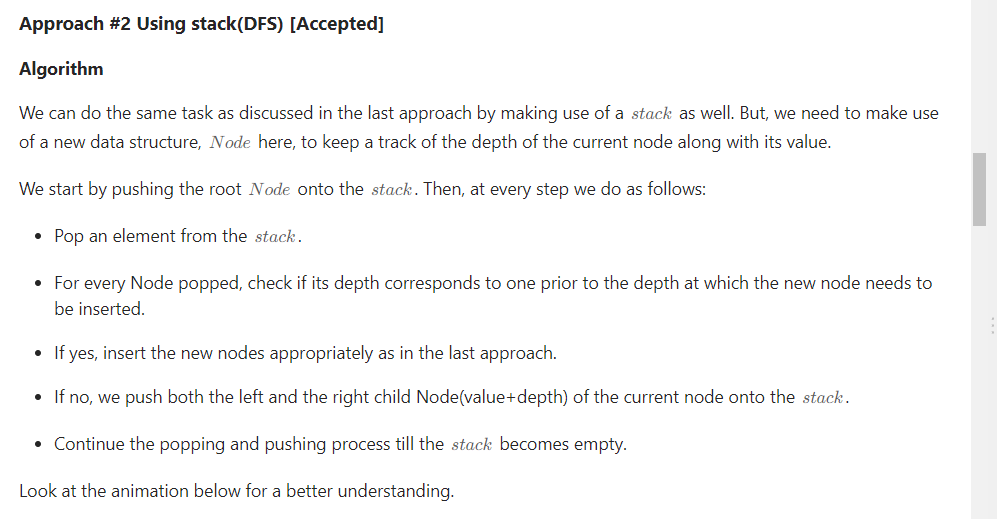 Approach #2 Using stack(DFS) [Accepted]
Algorithm
We can do the same task as discussed in the last approach by making use of a stack as well. But, we need to make use
of a new data structure, Node here, to keep a track of the depth of the current node along with its value.
We start by pushing the root Node onto the stack. Then, at every step we do as follows:
• Pop an element from the stack.
• For every Node popped, check if its depth corresponds to one prior to the depth at which the new node needs to
be inserted.
• If yes, insert the new nodes appropriately as in the last approach.
• If no, we push both the left and the right child Node(value+depth) of the current node onto the stack.
• Continue the popping and pushing process till the stack becomes empty.
Look at the animation below for a better understanding.